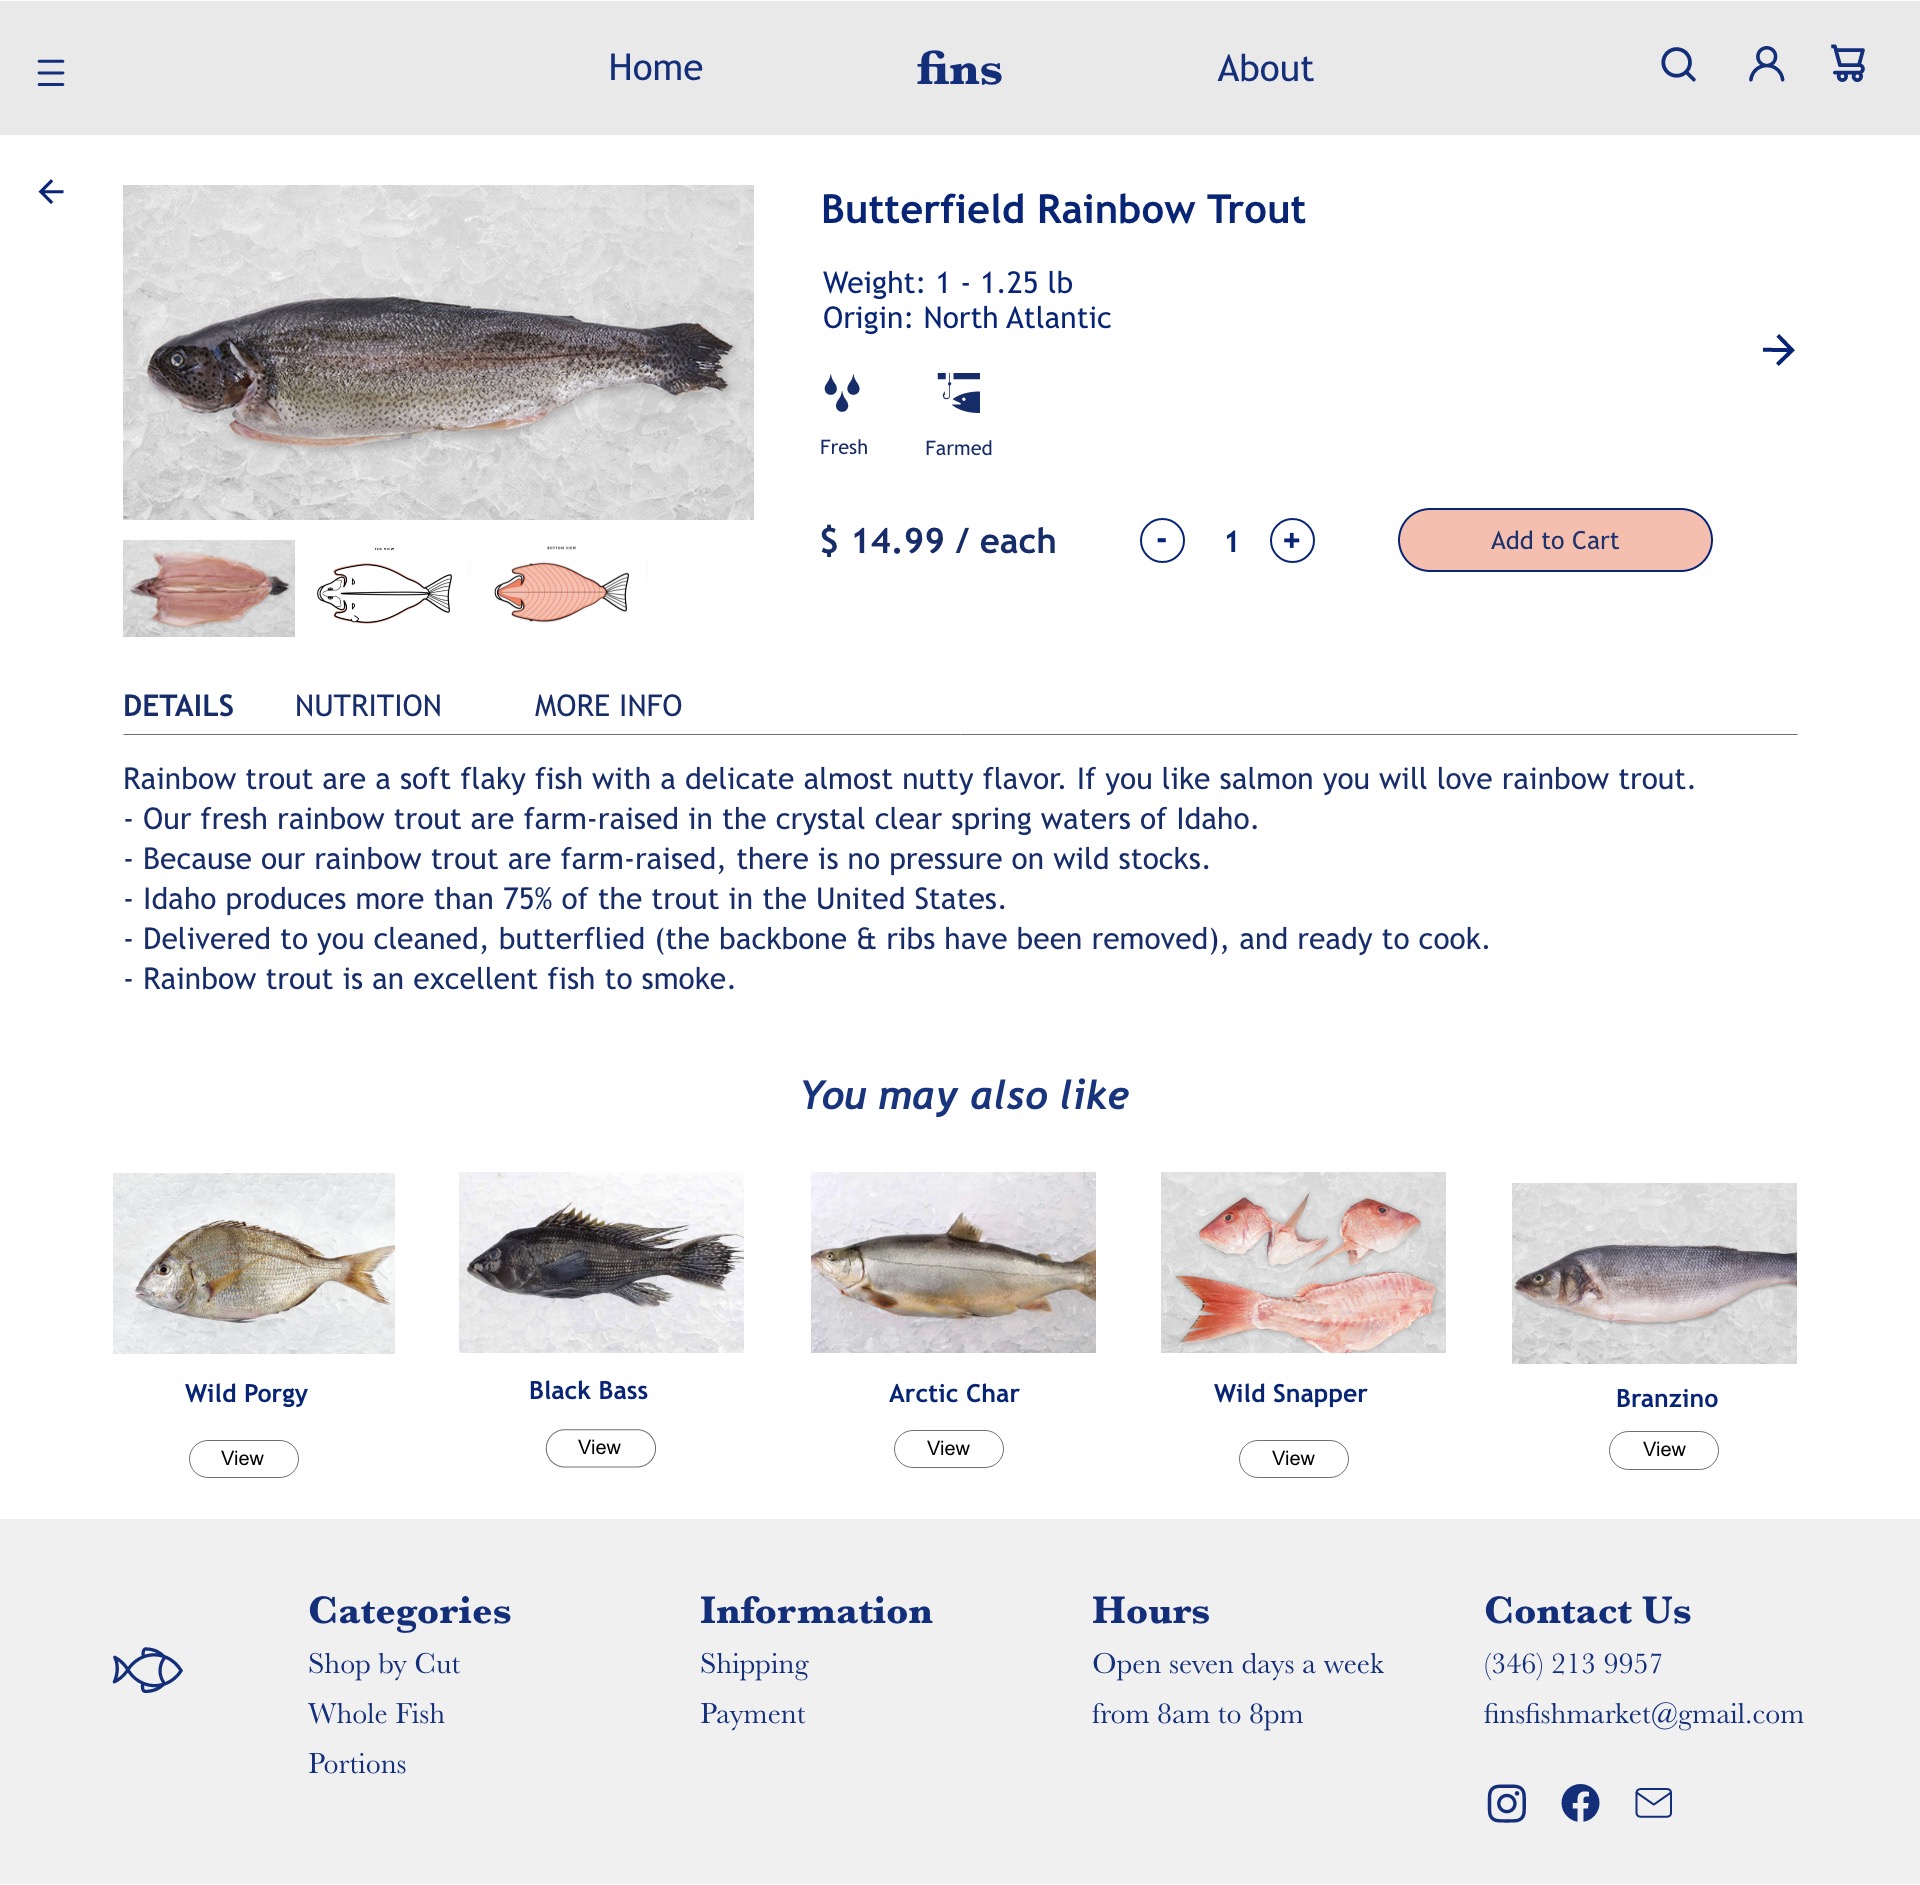 Home
fins
About
Butterfield Rainbow Trout
Weight: 1 - 1.25 lb
Origin: North Atlantic
Fresh
Farmed
$ 14.99 / each
-
1
+
Add to Cart
TOP VIEW
BOTTOM VIEW
DETAILS
NUTRITION
MORE INFO
Rainbow trout are a soft flaky fish with a delicate almost nutty flavor. If you like salmon you will love rainbow trout.
- Our fresh rainbow trout are farm-raised in the crystal clear spring waters of Idaho.
- Because our rainbow trout are farm-raised, there is no pressure on wild stocks.
- Idaho produces more than 75% of the trout in the United States.
- Delivered to you cleaned, butterflied (the backbone & ribs have been removed), and ready to cook.
- Rainbow trout is an excellent fish to smoke.
You may also like
Wild Porgy
View
Black Bass
View
Arctic Char
View
Wild Snapper
View
Branzino
View
Categories
Shop by Cut
Whole Fish
Portions
Information
Shipping
Payment
Hours
Open seven days a week
from 8am to 8pm
Contact Us
(346) 213 9957
finsfishmarket@gmail.com